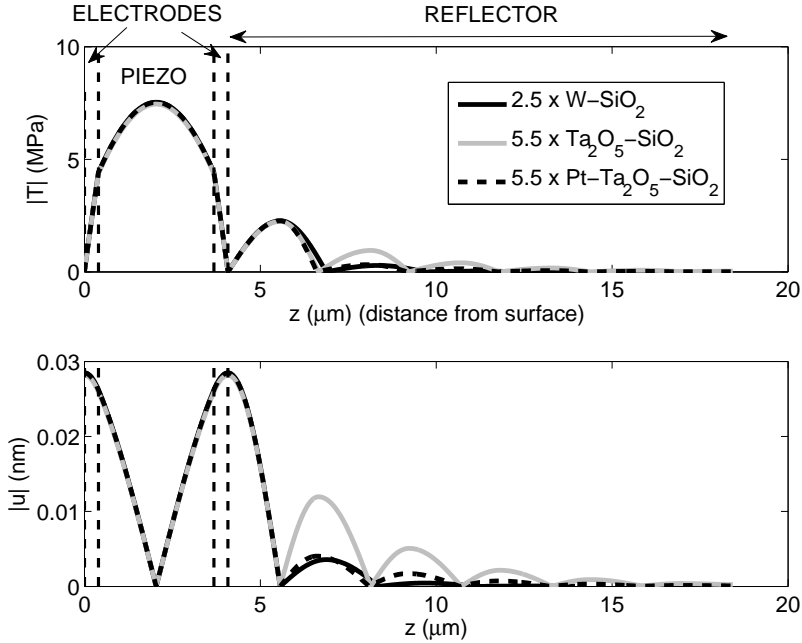 ELECTRODES
REFLECTOR
10
PIEZO
2.5 x W−SiO2
5.5 x Ta2O5−SiO2
5.5 x Pt−Ta2O5−SiO2
5
|T| (MPa)
0
0 5 10 15 20
z (μm) (distance from surface)
0.03
0.02
|u| (nm)
0.01
0
0 5 10 15 20
z (μm)